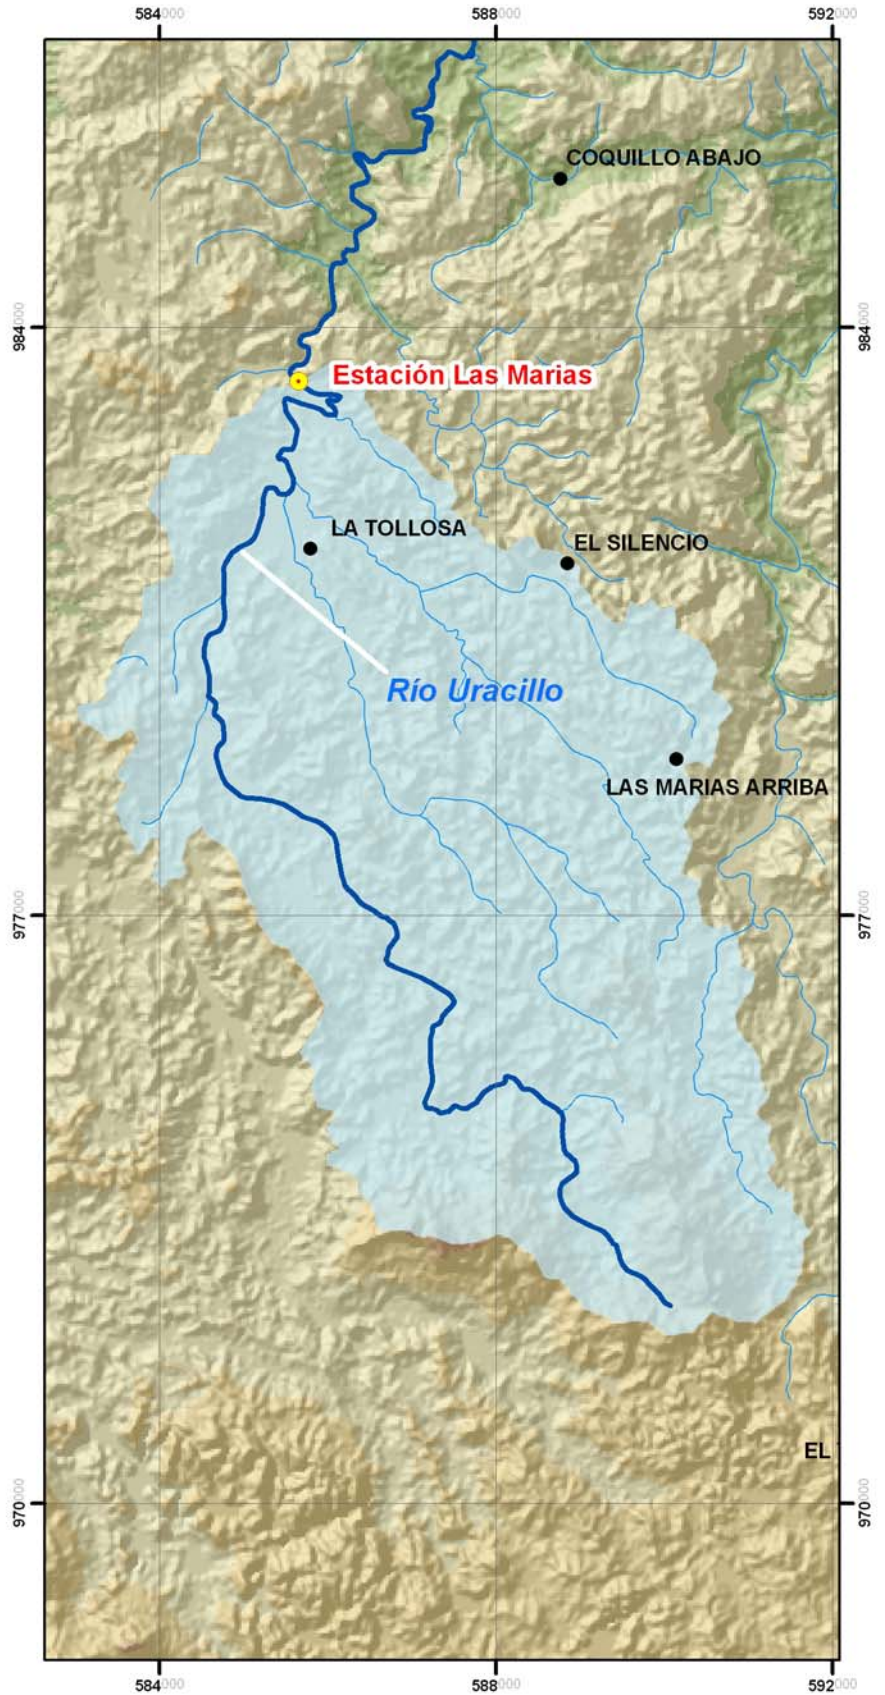 584000 588000 592000
COQUILLO ABAJO
984000 984000
Estación Las Marias
LA TOLLOSA
EL SILENCIO
Río Uracillo
LAS MARIAS ARRIBA
977000 977000
EL
970000 970000
584000 588000 592000